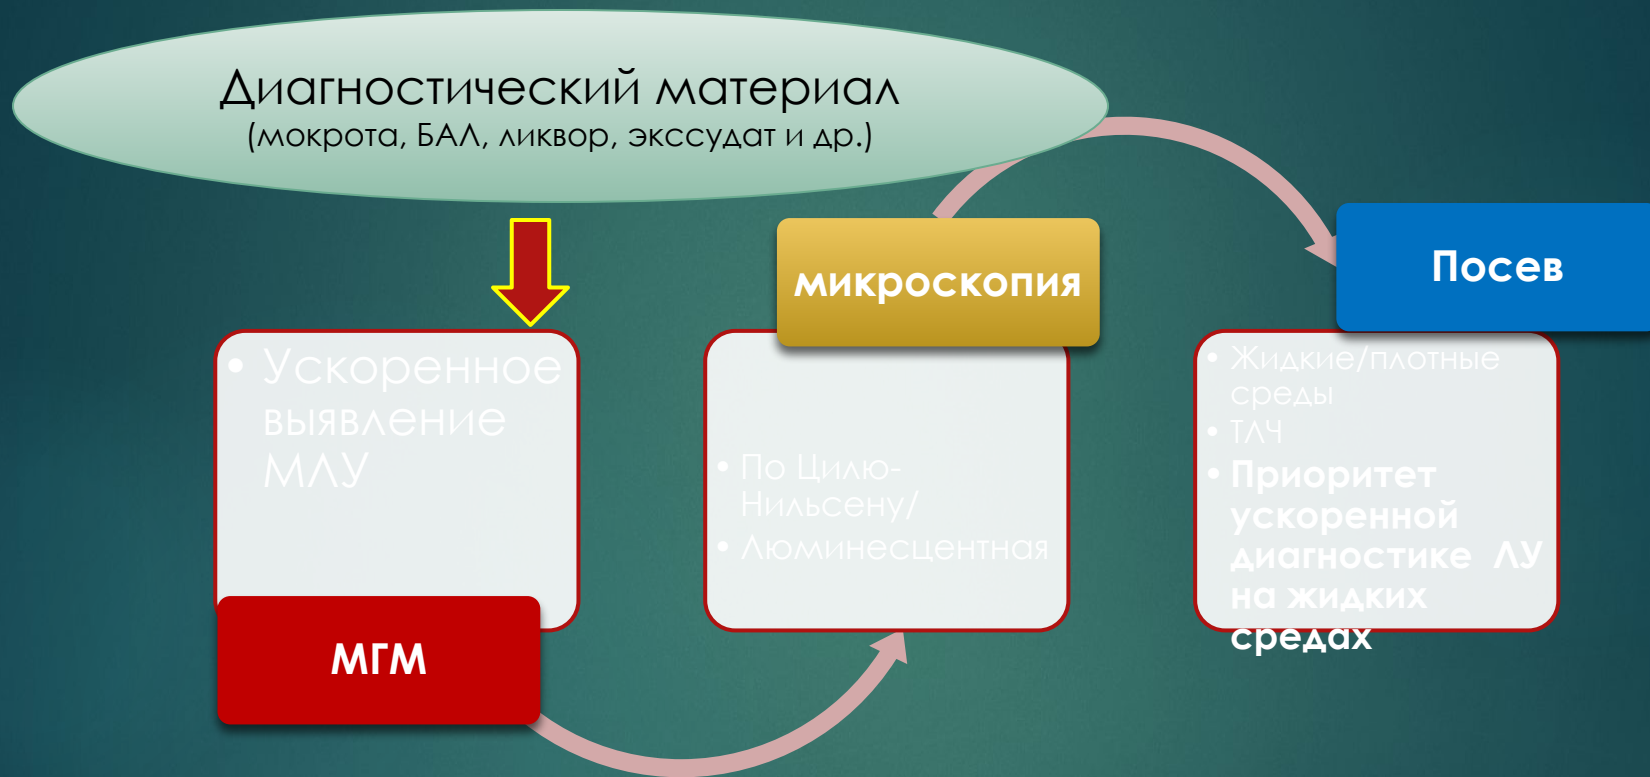 Диагностический материал
(мокрота, БАЛ, ликвор, экссудат и др.)
• Ускоренное
выявление
МЛУ
МГМ
микроскопия
• По Цилю-
Нильсену/
• Люминесцентная
Посев
• Жидкие/плотные
среды
• ТЛЧ
• Приоритет
ускоренной
диагностике ЛУ
на жидких
средах